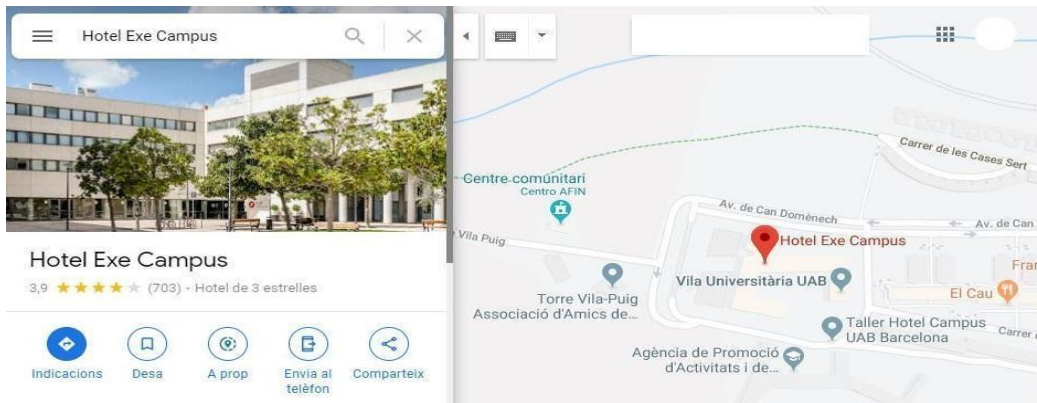 Hotel Exe Campus
Hotel Exe Campus
3,9 (703) · Hotel de 3 estrelles
Indicacions
Desa
A prop
Envia al
telèfon
Comparteix
Carrer de les Cases Sert
Centre comunitari
Centro AFIN
Av. de Can Domènech
Av. de Can
Vila Puig
Hotel Exe Campus
Vila Universitària UAB
Fran
El Cau
Torre Vila-Puig
Associació d'Amics de...
Taller Hotel Campus
UAB Barcelona
Carrer d
Agència de Promoció
d'Activitats i de...